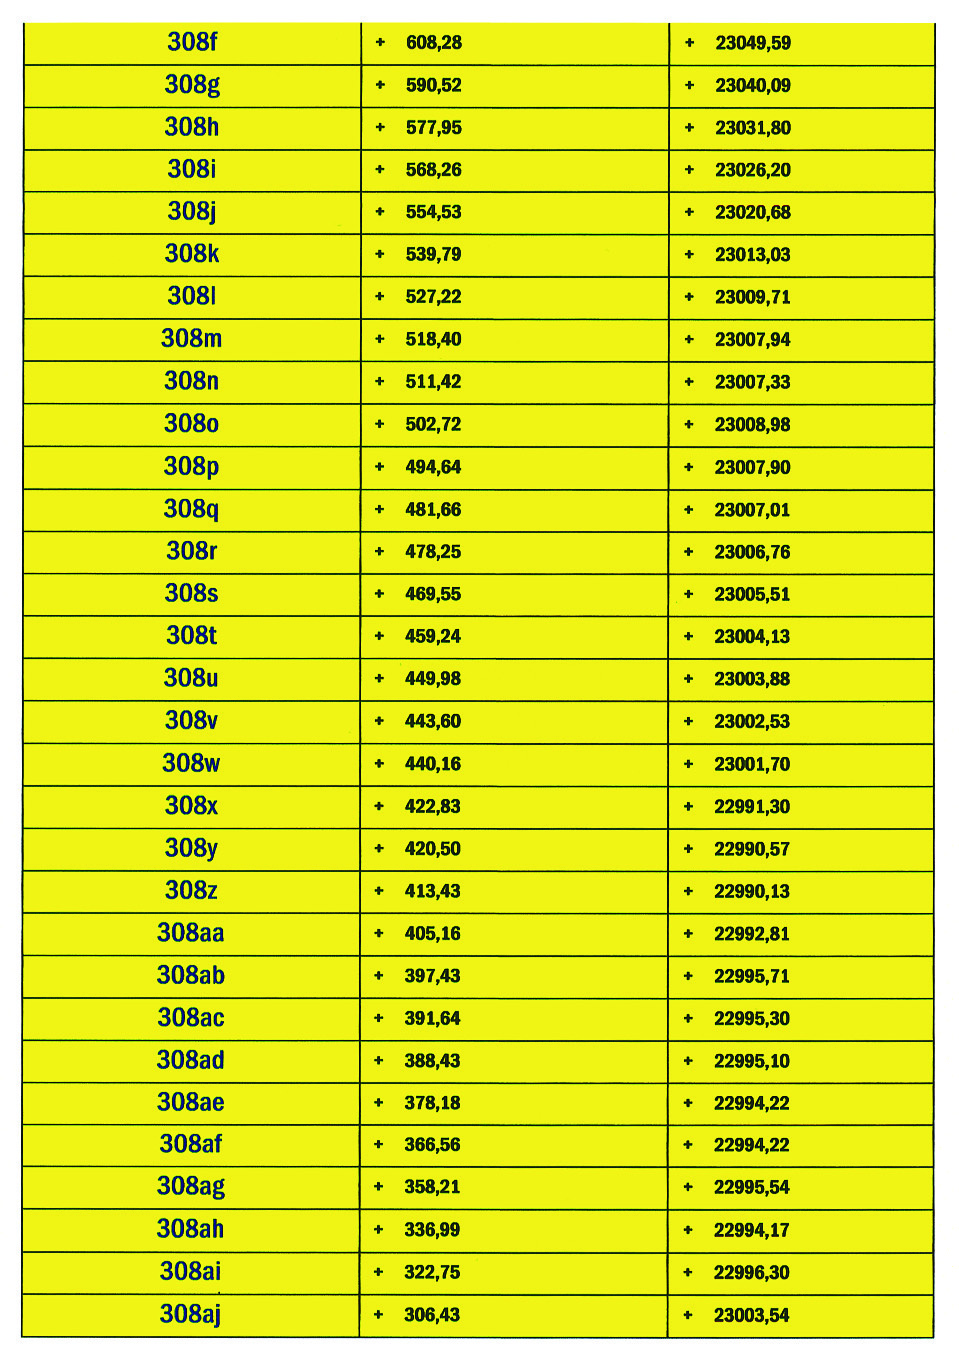 308f + 608,28 + 23049,59
308g + 590,52 + 23040,09
308h + 577,95 + 23031,80
308i + 568,26 + 23026,20
308j + 554,53 + 23020,68
308k + 539,79 + 23013,03
308l + 527,22 + 23009,71
308m + 518,40 + 23007,94
308n + 511,42 + 23007,33
308o + 502,72 + 23008,98
308p + 494,64 + 23007,90
308q + 481,66 + 23007,01
308r + 478,25 + 23006,76
308s + 469,55 + 23005,51
308t + 459,24 + 23004,13
308u + 449,98 + 23003,88
308v + 443,60 + 23002,53
308w + 440,16 + 23001,70
308x + 422,83 + 22991,30
308y + 420,50 + 22990,57
308z + 413,43 + 22990,13
308aa + 405,16 + 22992,81
308ab + 397,43 + 22995,71
308ac + 391,64 + 22995,30
308ad + 388,43 + 22995,10
308ae + 378,18 + 22994,22
308af + 366,56 + 22994,22
308ag + 358,21 + 22995,54
308ah + 336,99 + 22994,17
308ai + 322,75 + 22996,30
308aj + 306,43 + 23003,54